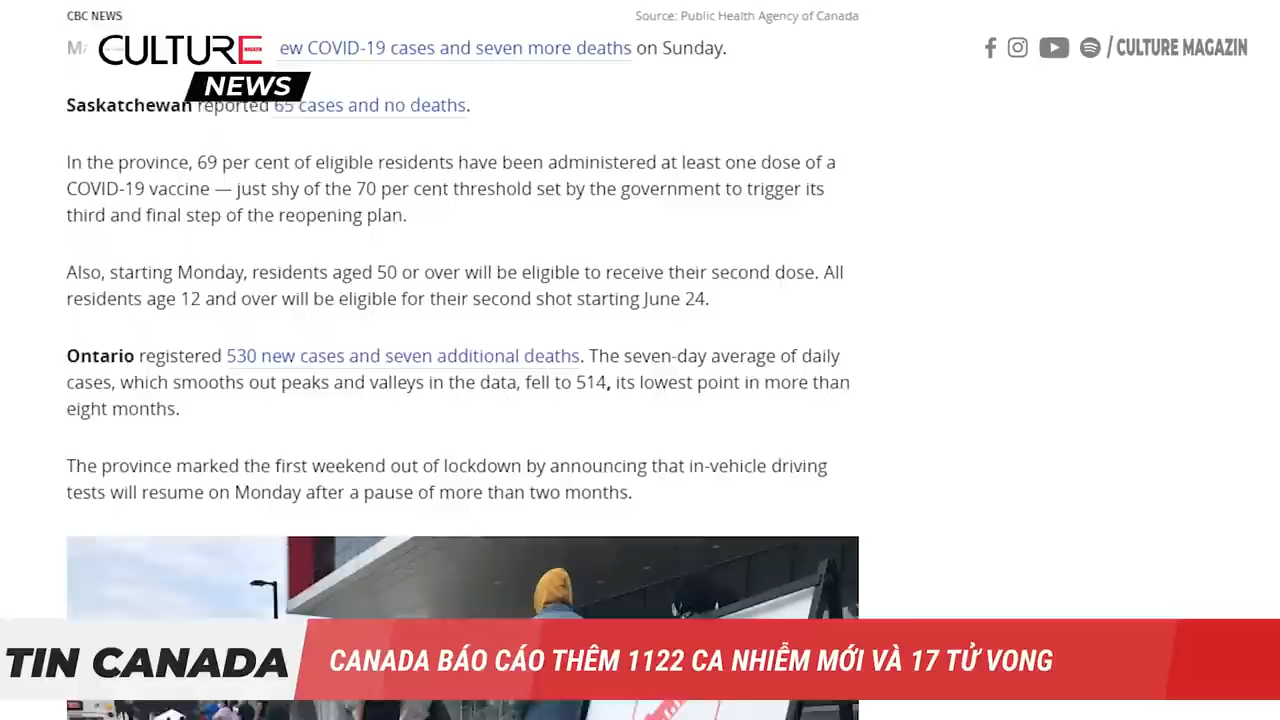 CBC NEWS
Source: Public Health Agency of Canada
CULTURE
ew COVID-19 cases and seven more deaths on Sunday.
/ CULTURE MAGAZIN
NEWS
Saskatchewan reported 65 cases and no deaths.
In the province, 69 per cent of eligible residents have been administered at least one dose of a
COVID-19 vaccine — just shy of the 70 per cent threshold set by the government to trigger its
third and final step of the reopening plan.
Also, starting Monday, residents aged 50 or over will be eligible to receive their second dose. All
residents age 12 and over will be eligible for their second shot starting June 24.
Ontario registered 530 new cases and seven additional deaths. The seven-day average of daily
cases, which smooths out peaks and valleys in the data, fell to 514, its lowest point in more than
eight months.
The province marked the first weekend out of lockdown by announcing that in-vehicle driving
tests will resume on Monday after a pause of more than two months.
TIN CANADA
CANADA BÁO CÁO THÊM 1122 CA NHIỄM MỚI VÀ 17 TỬ VONG